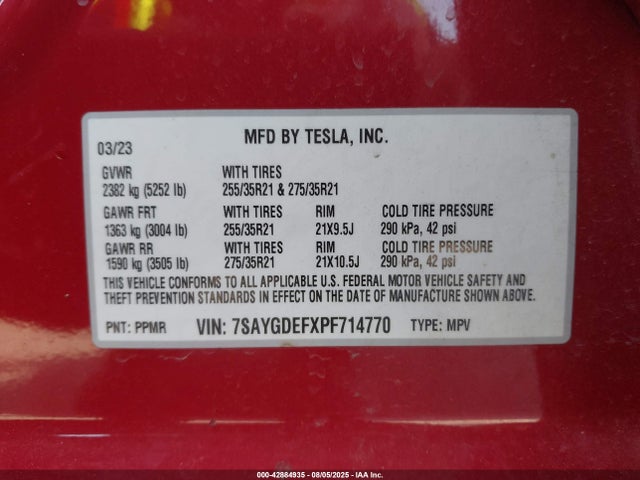 MFD BY TESLA, INC.
03/23
GVWR WITH TIRES
2382 kg (5252 lb) 255/35R21 & 275/35R21
GAWR FRT WITH TIRES RIM COLD TIRE PRESSURE
1363 kg (3004 lb) 255/35R21 21X9.5J 290 kPa, 42 psi
GAWR RR WITH TIRES RIM COLD TIRE PRESSURE
1590 kg (3505 lb) 275/35R21 21X10.5J 290 kPa, 42 psi
THIS VEHICLE CONFORMS TO ALL APPLICABLE U.S. FEDERAL MOTOR VEHICLE SAFETY AND
THEFT PREVENTION STANDARDS IN EFFECT ON THE DATE OF MANUFACTURE SHOWN ABOVE.
PNT: PPMR VIN: 7SAYGDEFXPF714770 TYPE: MPV
000-42884935 - 08/05/2025 - IAA Inc.